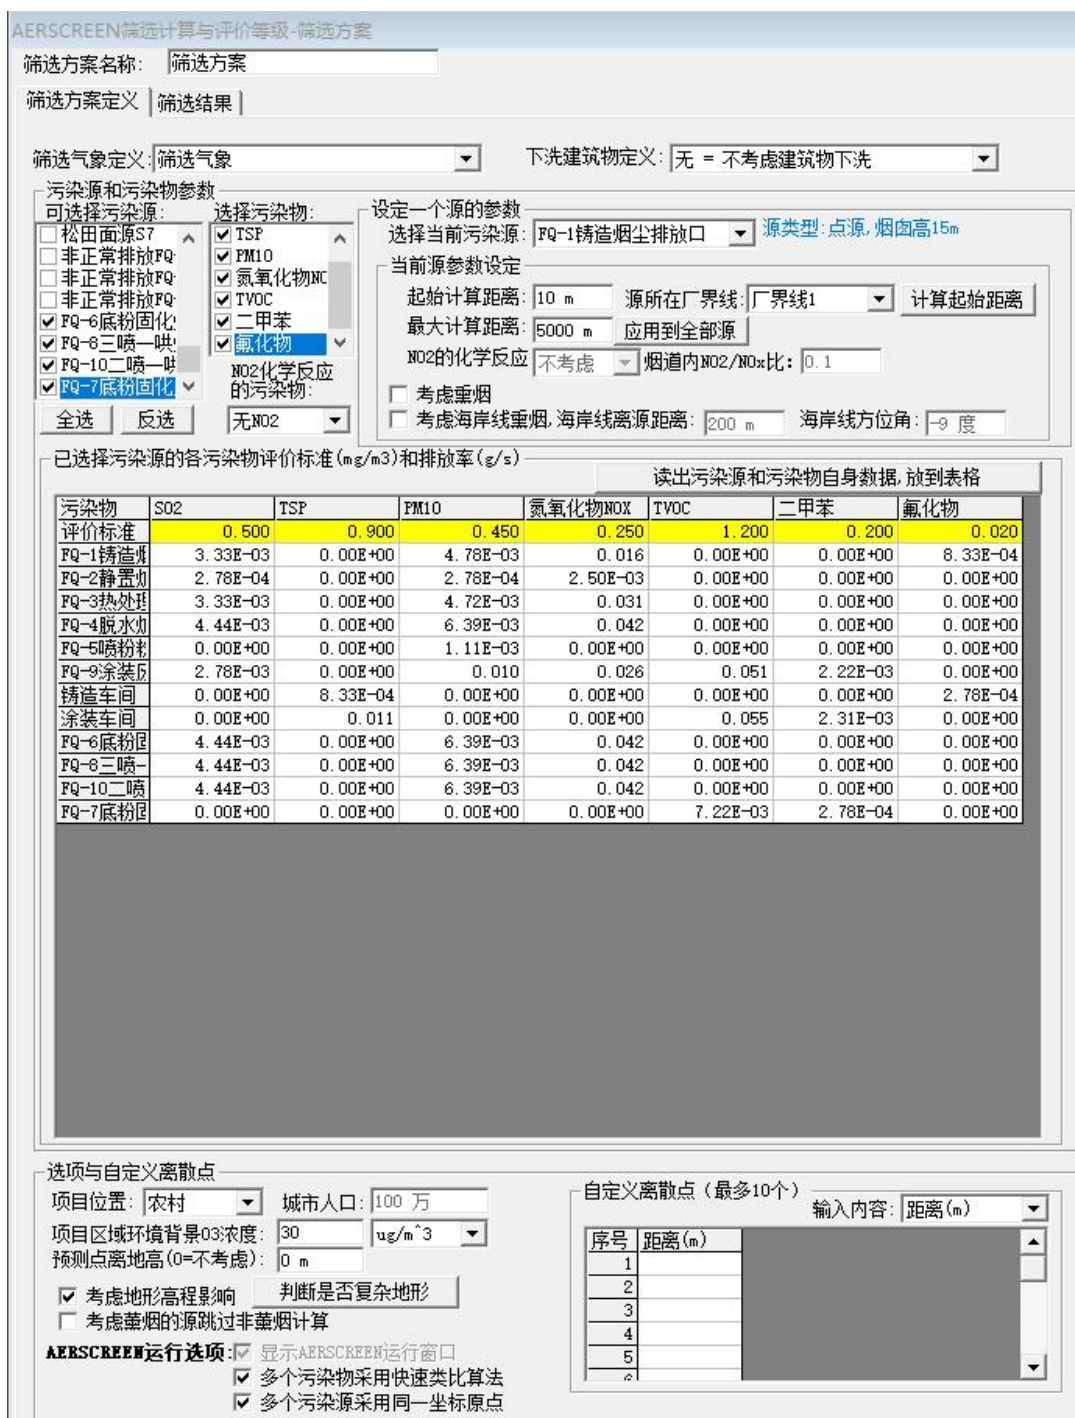 AERSCREEN筛选计算与评价等级-筛选方案
筛选方案名称: 筛选方案
筛选方案定义 筛选结果
筛选气象定义: 筛选气象 下洗建筑物定义: 无 = 不考虑建筑物下洗
污染源和污染物参数
可选择污染源: 选择污染物:
松田面源S7
非正常排放FQ
非正常排放FQ
非正常排放FQ
FQ-6底粉固化
FQ-8三喷—烘
FQ-10二喷—
FQ-7底粉固化
TSP
PM10
氮氧化物NO
TVOC
二甲苯
氟化物
全选 反选
NO2化学反应
的污染物:
无NO2
设定一个源的参数
选择当前污染源: FQ-1铸造烟尘排放口 源类型:点源,烟囱高15m
当前源参数设定
起始计算距离: 10 m 源所在厂界线: 厂界线1 计算起始距离
最大计算距离: 5000 m 应用到全部源
NO2的化学反应 不考虑 烟道内NO2/NOx比: 0.1
考虑重烟
考虑海岸线重烟,海岸线离源距离: 200 m 海岸线方位角: -9 度
已选择污染源的各污染物评价标准(mg/m3)和排放率(g/s)
读出污染源和污染物自身数据,放到表格
污染物 SO2 TSP PM10 氮氧化物NOX TVOC 二甲苯 氟化物
评价标准 0.500 0.900 0.450 0.250 1.200 0.200 0.020
FQ-1铸造烟 3.33E-03 0.00E+00 4.78E-03 0.016 0.00E+00 0.00E+00 8.33E-04
FQ-2静置 2.78E-04 0.00E+00 2.78E-04 2.50E-03 0.00E+00 0.00E+00 0.00E+00
FQ-3热处理 3.33E-03 0.00E+00 4.72E-03 0.031 0.00E+00 0.00E+00 0.00E+00
FQ-4脱水 4.44E-03 0.00E+00 6.39E-03 0.042 0.00E+00 0.00E+00 0.00E+00
FQ-5喷粉 0.00E+00 0.00E+00 1.11E-03 0.00E+00 0.00E+00 0.00E+00 0.00E+00
FQ-9涂装 2.78E-03 0.00E+00 0.010 0.026 0.051 2.22E-03 0.00E+00
铸造车间 0.00E+00 8.33E-04 0.00E+00 0.00E+00 0.00E+00 0.00E+00 2.78E-04
涂装车间 0.00E+00 0.011 0.00E+00 0.00E+00 0.055 2.31E-03 0.00E+00
FQ-6底粉固 4.44E-03 0.00E+00 6.39E-03 0.042 0.00E+00 0.00E+00 0.00E+00
FQ-8三喷- 4.44E-03 0.00E+00 6.39E-03 0.042 0.00E+00 0.00E+00 0.00E+00
FQ-10二喷 4.44E-03 0.00E+00 6.39E-03 0.042 0.00E+00 0.00E+00 0.00E+00
FQ-7底粉固 0.00E+00 0.00E+00 0.00E+00 0.00E+00 7.22E-03 2.78E-04 0.00E+00
选项与自定义离散点
项目位置: 农村 城市人口: 100 万
项目区域环境背景O3浓度: 30 ug/m^3
预测点离地高(0=不考虑): 0 m
考虑地形高程影响 判断是否复杂地形
考虑薰烟的源跳过非薰烟计算
AERSCREEN运行选项: 显示AERSCREEN运行窗口
多个污染物采用快速类比算法
多个污染源采用同一坐标原点
自定义离散点(最多10个)
输入内容: 距离(m)
序号 距离(m)
1
2
3
4
5
6